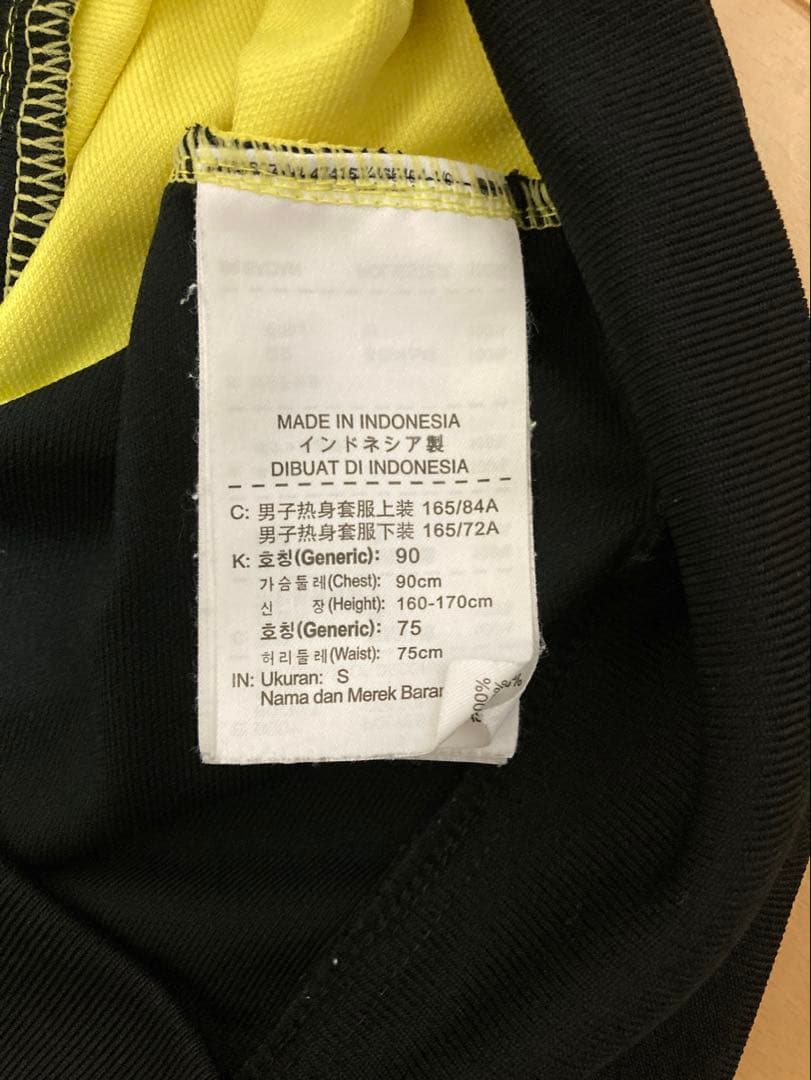 MADE IN INDONESIA
インドネシア製
DIBUAT DI INDONESIA
C: 男子热身套服上装 165/84A
男子热身套服下装 165/72A
K: 호칭(Generic): 90
가슴둘레(Chest): 90cm
신 장(Height): 160-170cm
호칭(Generic): 75
허리둘레(Waist): 75cm
IN: Ukuran: S
Nama dan Merek